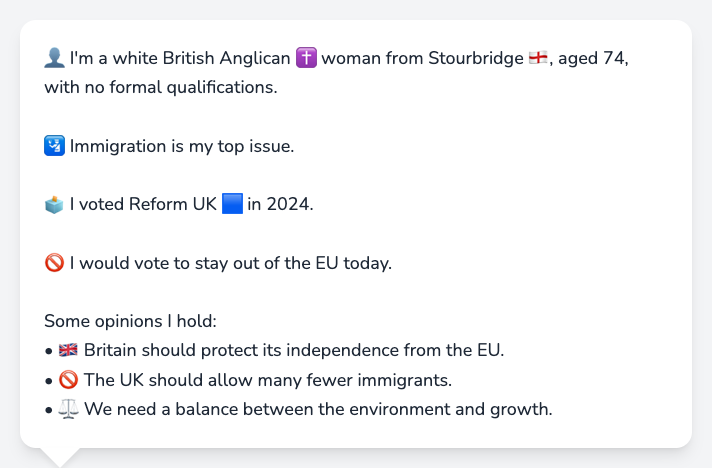 👤 I'm a white British Anglican ✝️ woman from Stourbridge 🏴󠁧󠁢󠁥󠁮󠁧󠁿, aged 74,
with no formal qualifications.
🛂 Immigration is my top issue.
🗳️ I voted Reform UK 🟦 in 2024.
🚫 I would vote to stay out of the EU today.
Some opinions I hold:
• 🇬🇧 Britain should protect its independence from the EU.
• 🚫 The UK should allow many fewer immigrants.
• ⚖️ We need a balance between the environment and growth.